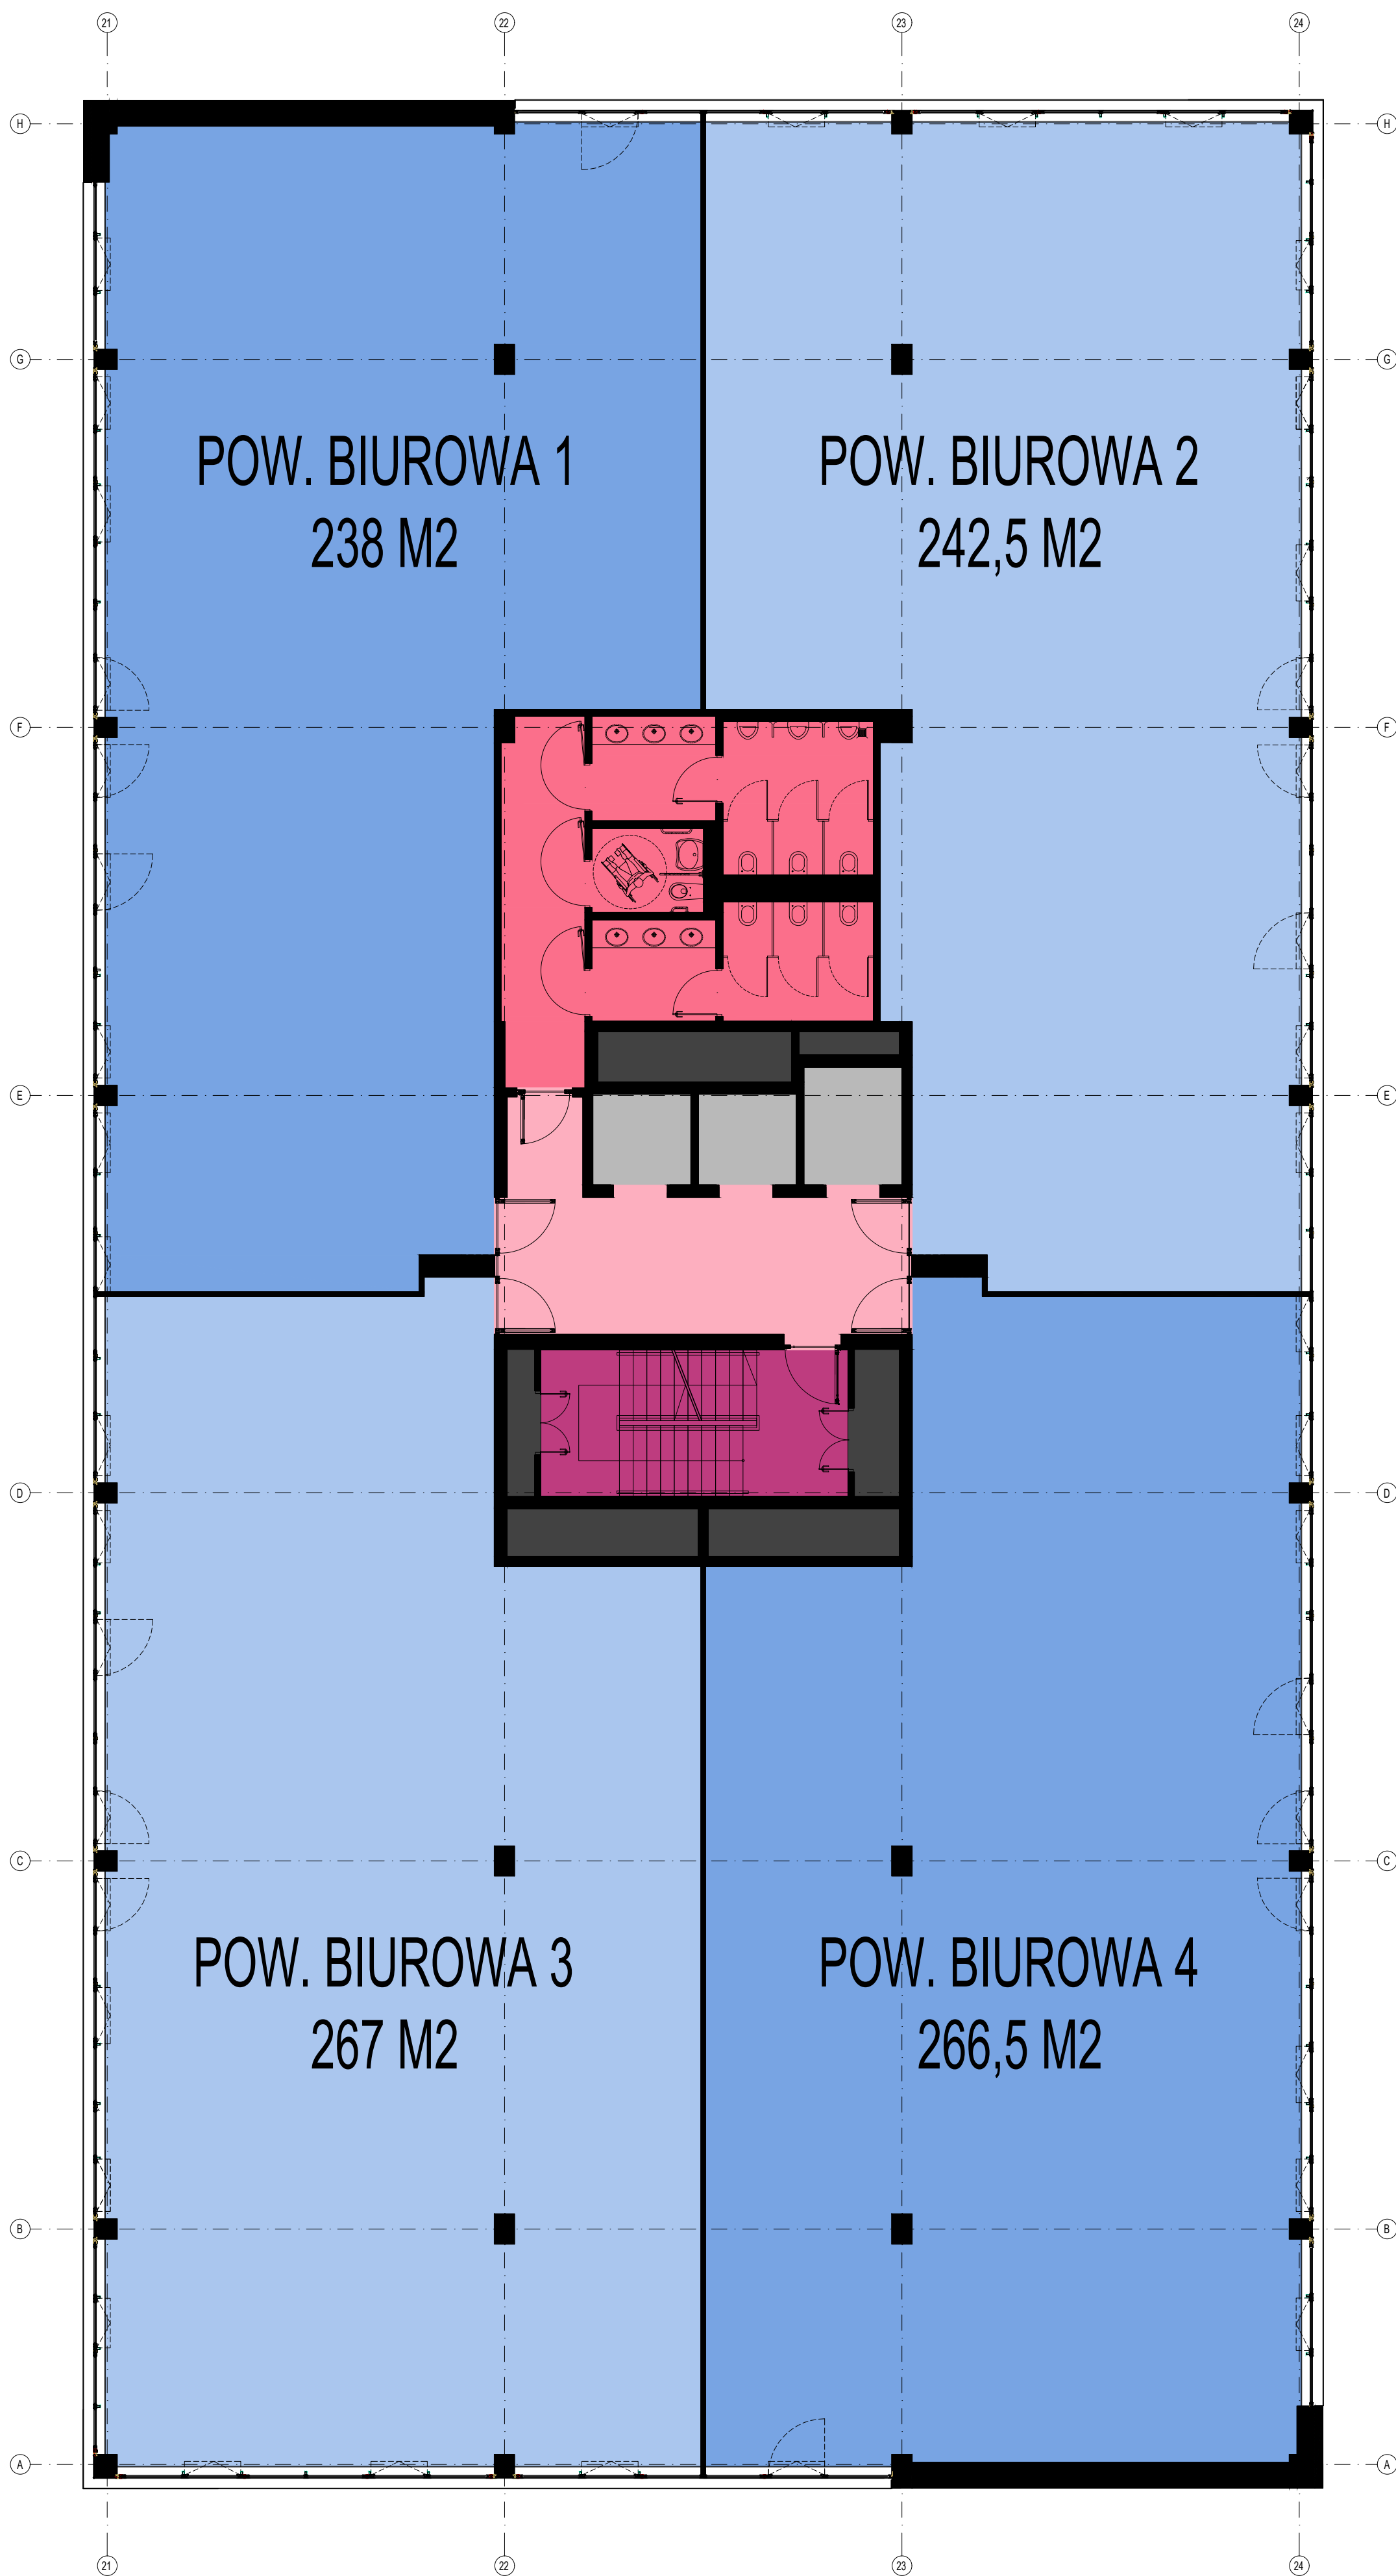 21 22 23 24
H H
G G
POW. BIUROWA 1
238 M2
POW. BIUROWA 2
242,5 M2
F F
E E
D D
C C
POW. BIUROWA 3
267 M2
POW. BIUROWA 4
266,5 M2
B B
A A
21 22 23 24